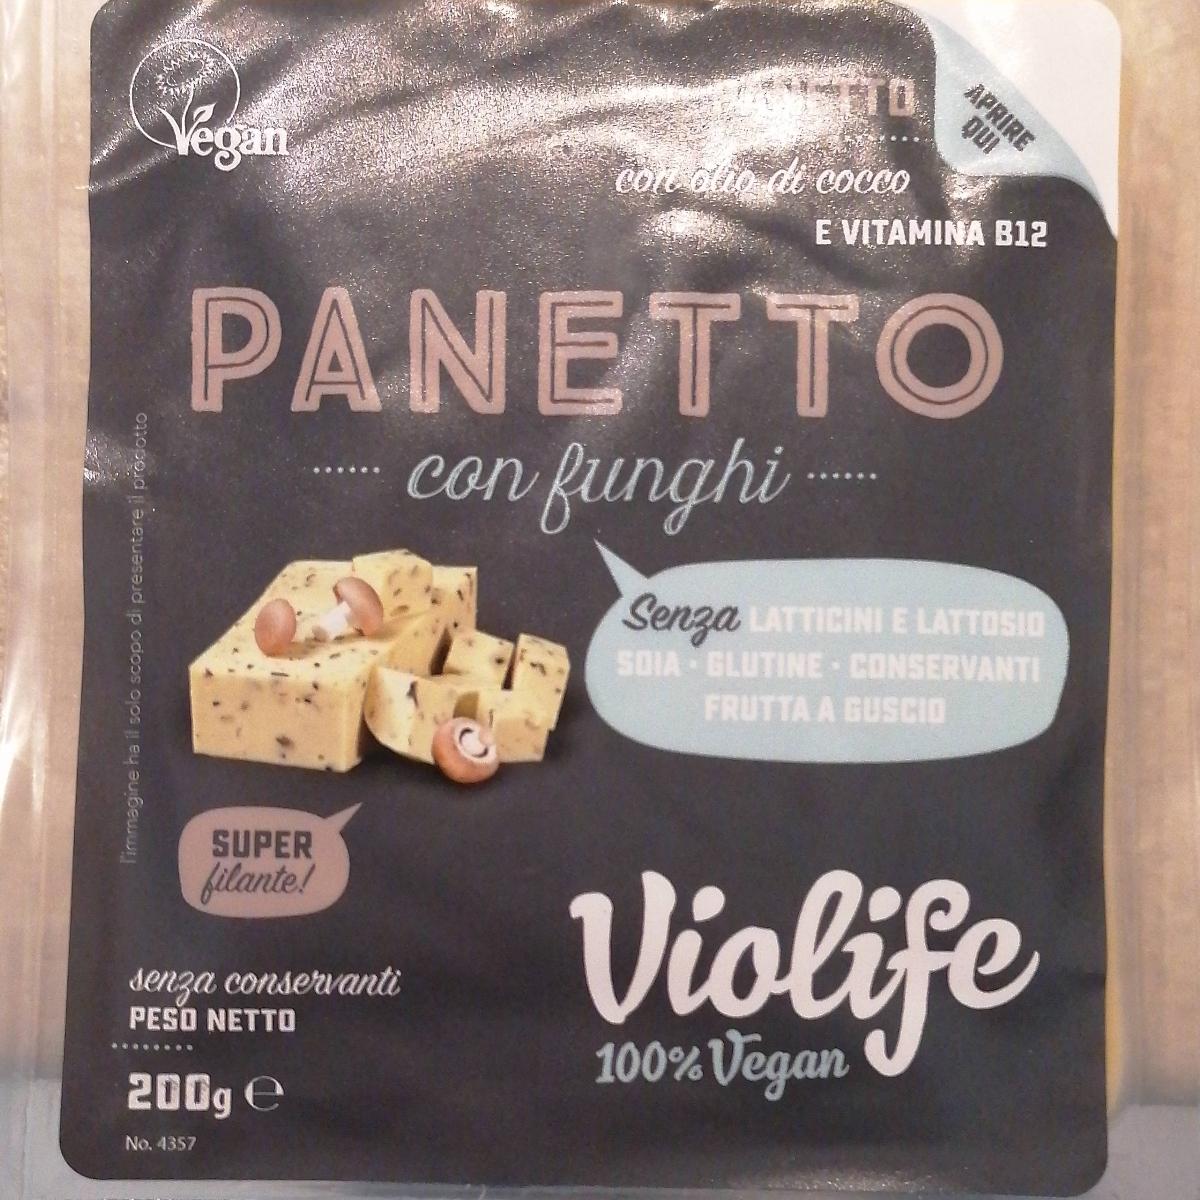 Vegan
PANETTO
con olio di cocco
E VITAMINA B12
APRIRE
QUI
PANETTO
con funghi
Senza LATTICINI E LATTOSIO
SOIA · GLUTINE · CONSERVANTI
FRUTTA A GUSCIO
l'immagine ha il solo scopo di presentare il prodotto
SUPER
filante!
Violife
100% Vegan
senza conservanti
PESO NETTO
200g ℮
No. 4357